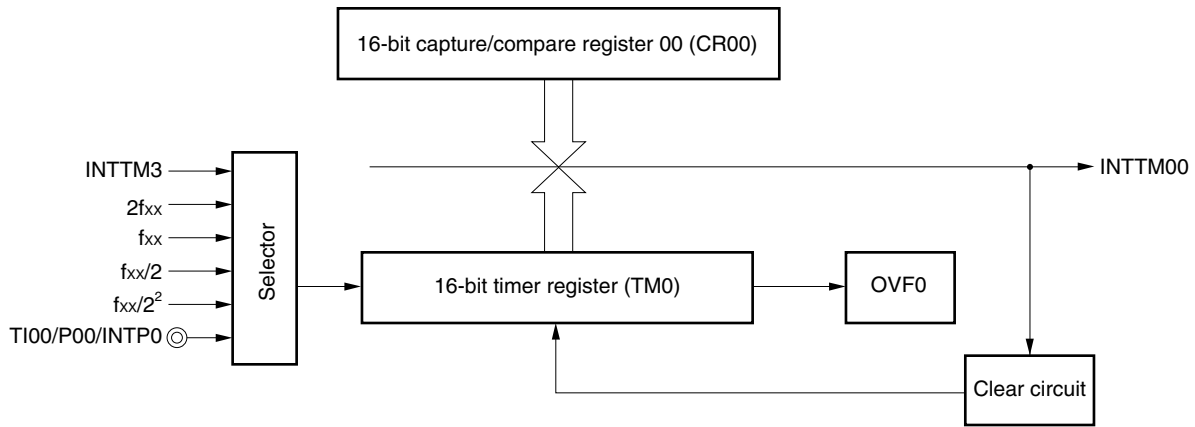 16-bit capture/compare register 00 (CR00)
INTTM3
2fxx
fxx
fxx/2
fxx/2²
TI00/P00/INTP0
Selector
INTTM00
16-bit timer register (TM0)
OVF0
Clear circuit